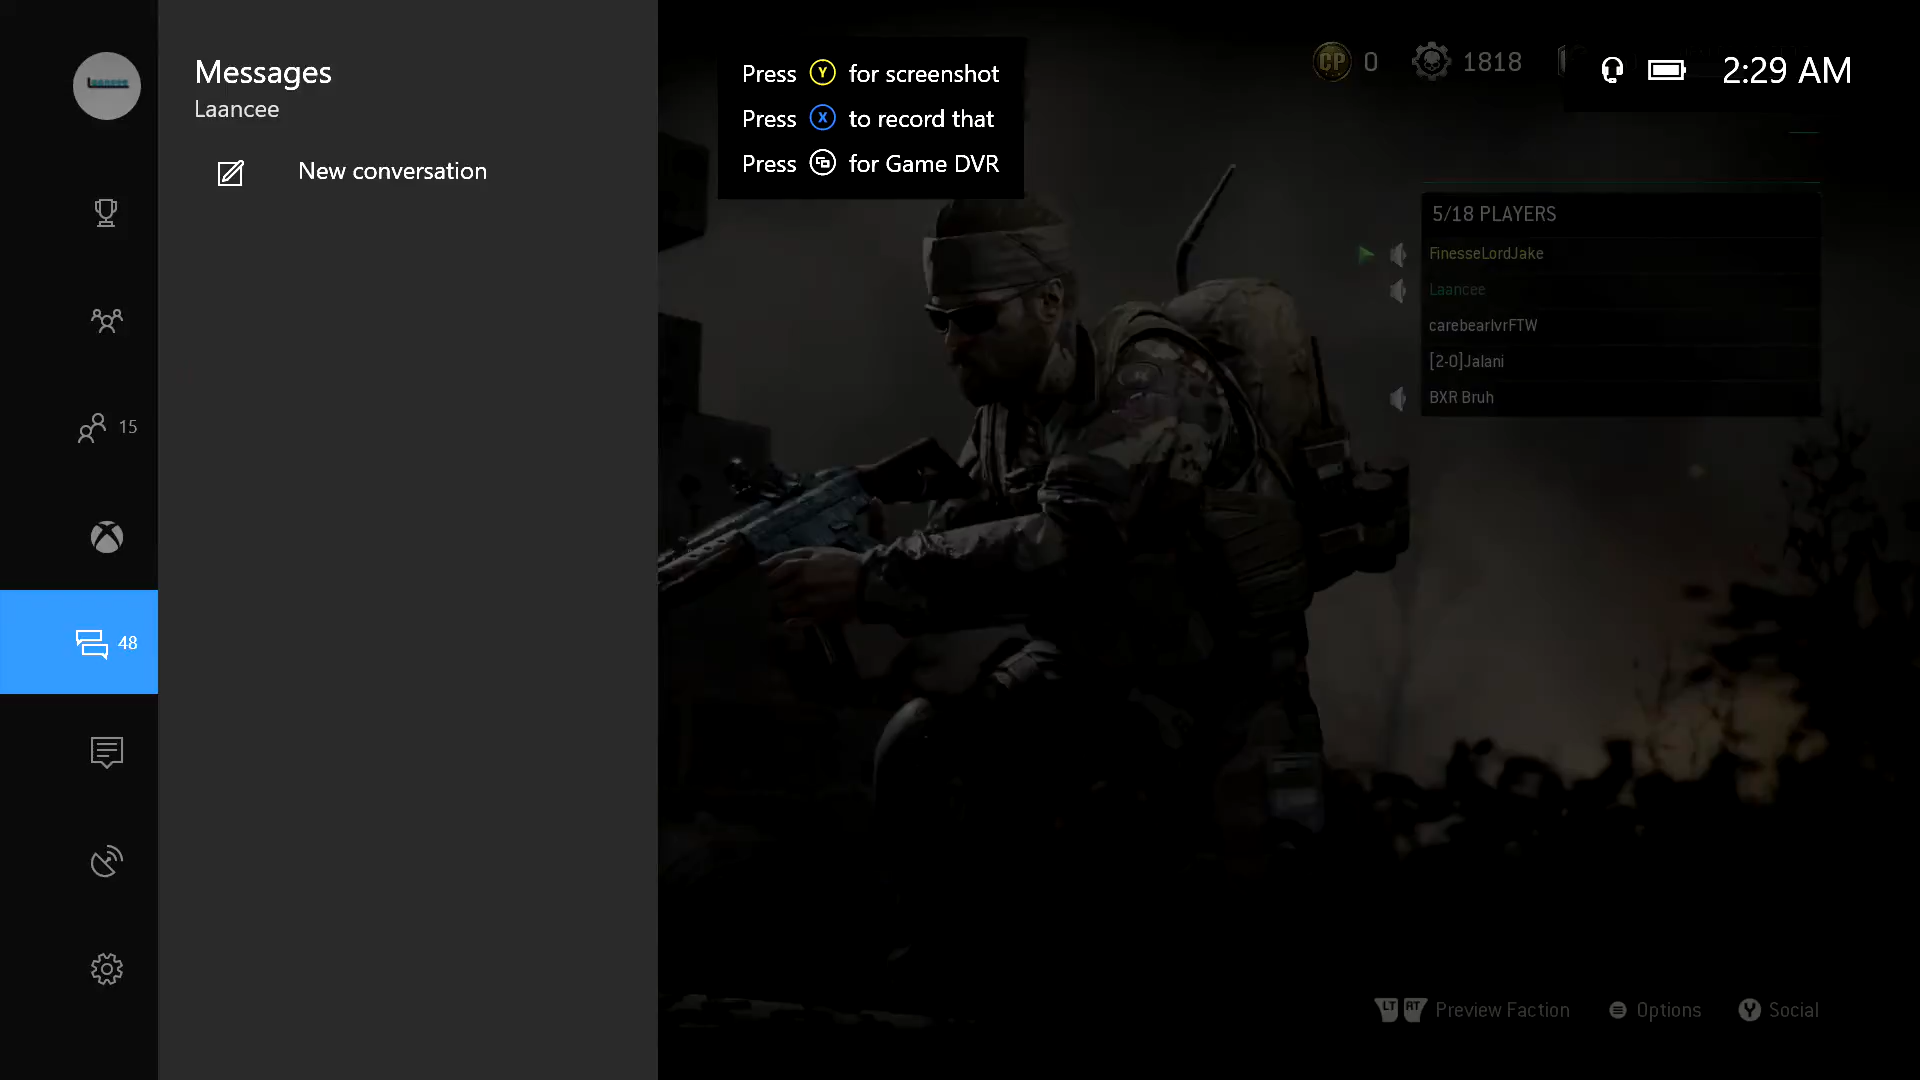 Laancee
Messages
Laancee
New conversation
15
48
Press Y for screenshot
Press X to record that
Press for Game DVR
CP 0
1818
2:29 AM
5/18 PLAYERS
FinesseLordJake
Laancee
carebearlvrFTW
[2-0]Jalani
BXR Bruh
LT RT Preview Faction
Options
Y Social